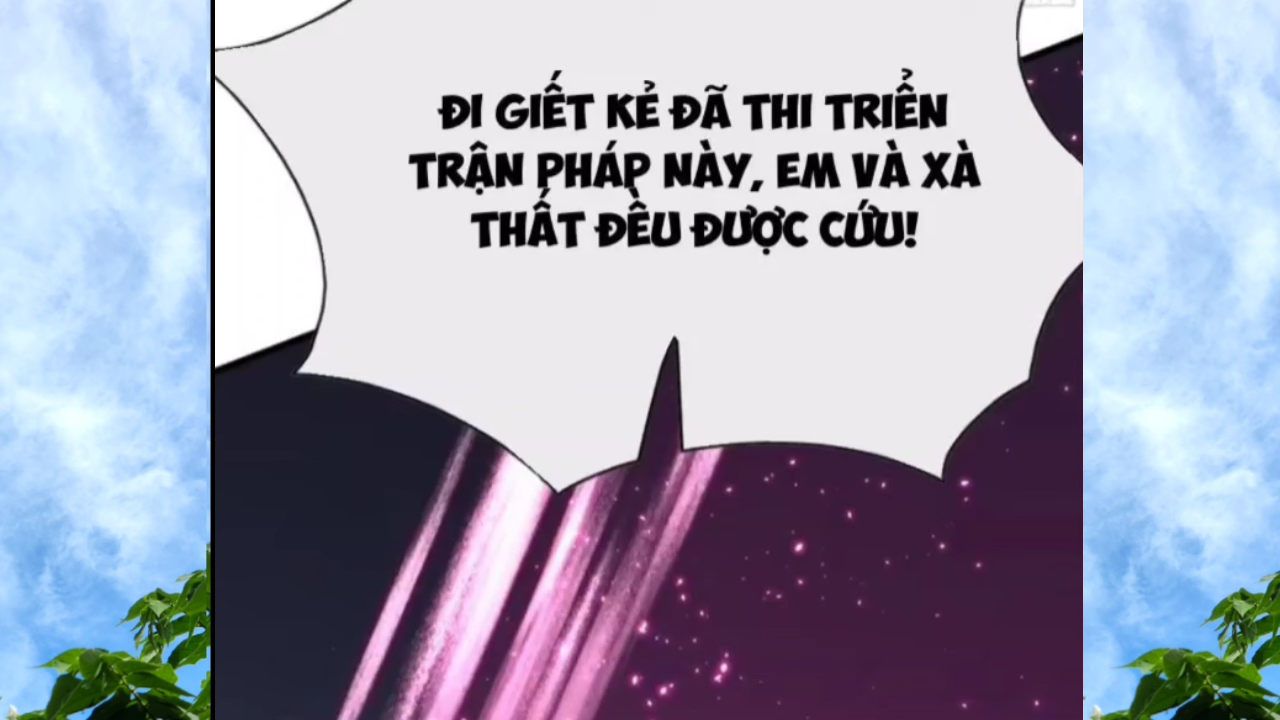 ĐI GIẾT KẺ ĐÃ THI TRIỂN
TRẬN PHÁP NÀY, EM VÀ XÀ
THẤT ĐỀU ĐƯỢC CỨU!